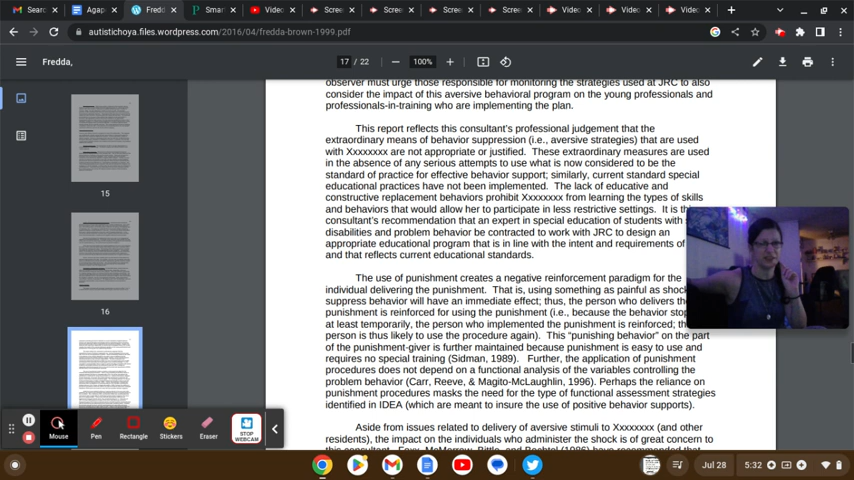 Searc
Agap
Fredd
Smar
Video
Scree
Scree
Scree
Scree
Video
Video
Video
autistichoya.files.wordpress.com/2016/04/fredda-brown-1999.pdf
Fredda,
17 / 22
100%
observer must urge those responsible for monitoring the strategies used at JRC to also
consider the impact of this aversive behavioral program on the young professionals and
professionals-in-training who are implementing the plan.
This report reflects this consultant's professional judgement that the
extraordinary means of behavior suppression (i.e., aversive strategies) that are used
with Xxxxxxxx are not appropriate or justified. These extraordinary measures are used
in the absence of any serious attempts to use what is now considered to be the
standard of practice for effective behavior support; similarly, current standard special
educational practices have not been implemented. The lack of educative and
constructive replacement behaviors prohibit Xxxxxxxx from learning the types of skills
and behaviors that would allow her to participate in less restrictive settings. It is
consultant's recommendation that an expert in special education of students with
disabilities and problem behavior be contracted to work with JRC to design an
appropriate educational program that is in line with the intent and requirements of
and that reflects current educational standards.
The use of punishment creates a negative reinforcement paradigm for the
individual delivering the punishment. That is, using something as painful as shock
suppress behavior will have an immediate effect; thus, the person who delivers
punishment is reinforced for using the punishment (i.e., because the behavior
at least temporarily, the person who implemented the punishment is reinforced;
person is thus likely to use the procedure again). This "punishing behavior" on the part
of the punishment-giver is further maintained because punishment is easy to use and
requires no special training (Sidman, 1989). Further, the application of punishment
procedures does not depend on a functional analysis of the variables controlling the
problem behavior (Carr, Reeve, & Magito-McLaughlin, 1996). Perhaps the reliance on
punishment procedures masks the need for the type of functional assessment strategies
identified in IDEA (which are meant to insure the use of positive behavior supports).
Aside from issues related to delivery of aversive stimuli to Xxxxxxxx (and other
residents), the impact on the individuals who administer the shock is of great concern to
15
16
Mouse
Pen
Rectangle
Stickers
Eraser
STOP
WEBCAM
Jul 28
5:32